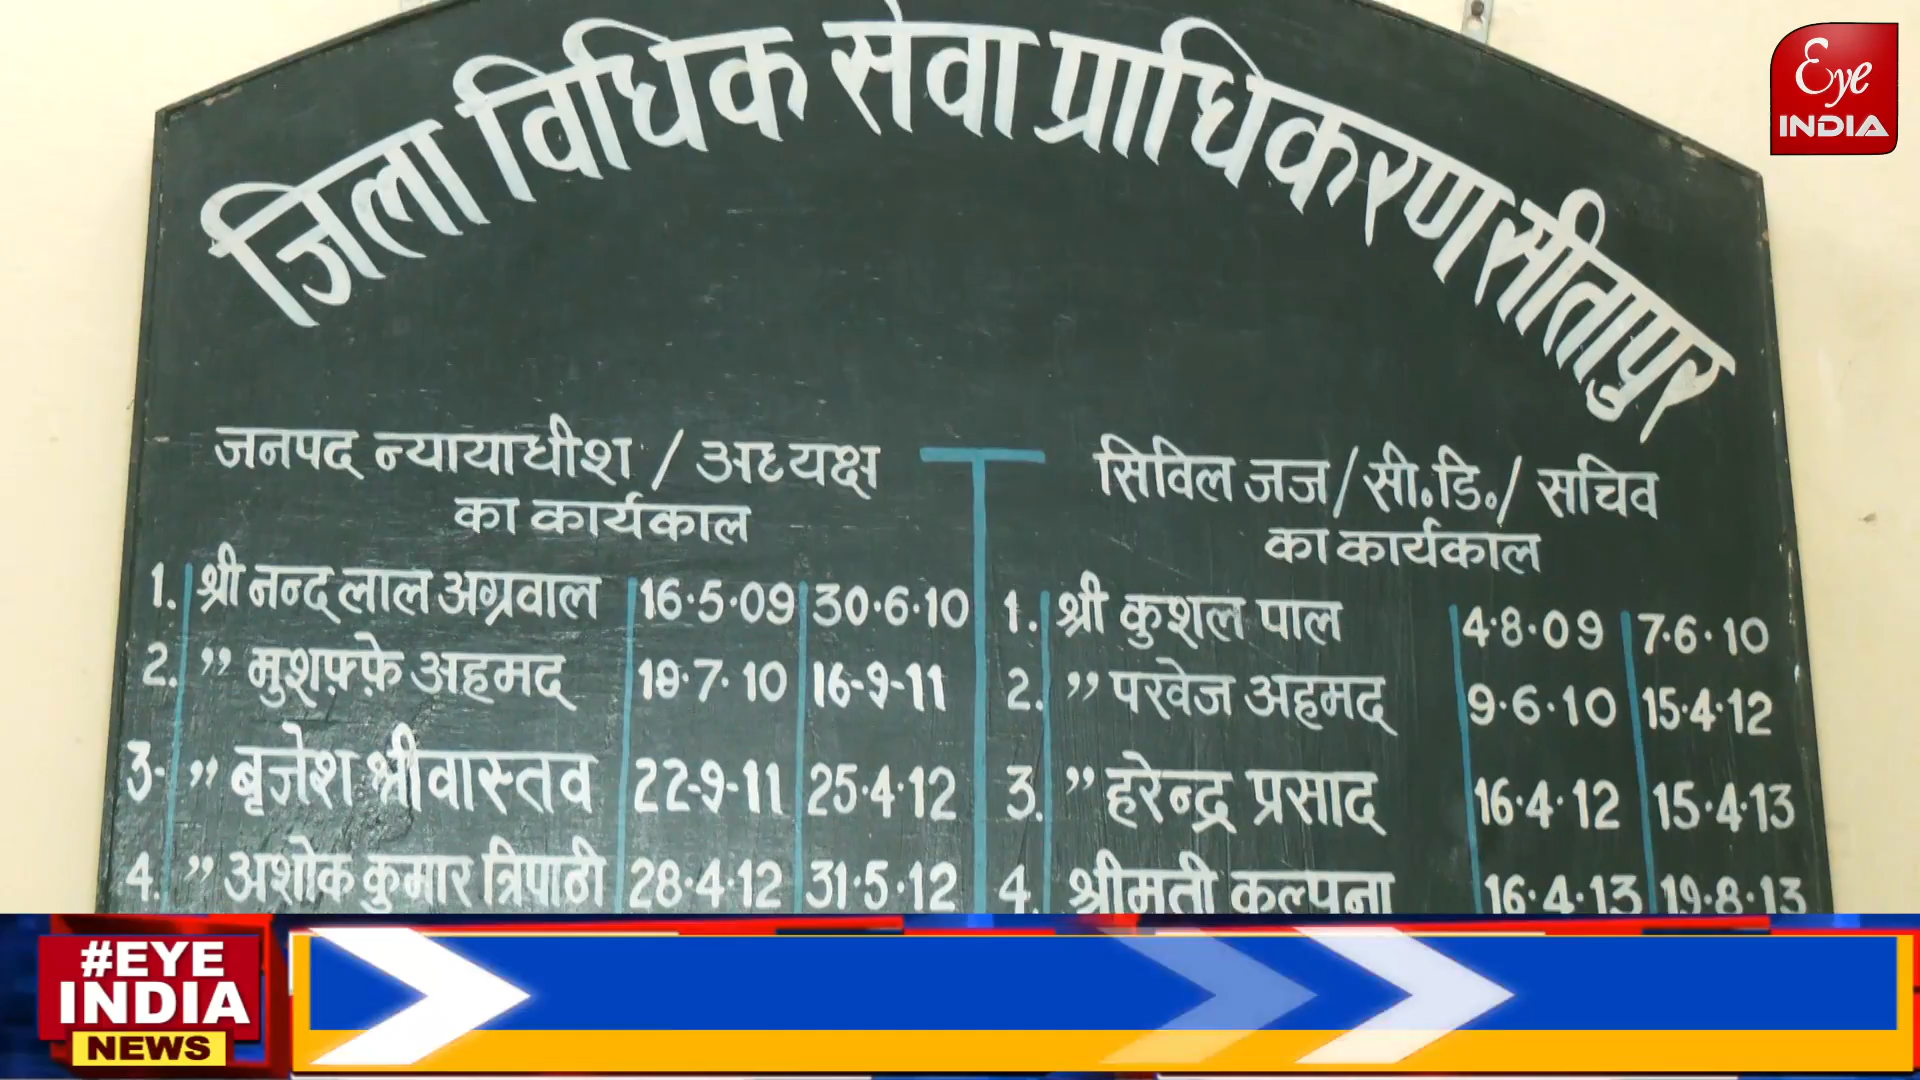 जिला विधिक सेवा प्राधिकरण सीतापुर
Eye
INDIA
जनपद न्यायाधीश / अध्यक्ष
का कार्यकाल
1. श्री नन्द लाल अग्रवाल 16·5·09 30·6·10
2. ” मुशफ़्फ़े अहमद 19·7·10 16-9-11
3- ” बृजेश श्रीवास्तव 22-9-11 25·4·12
4. ” अशोक कुमार त्रिपाठी 28·4·12 31·5·12
सिविल जज/सी.डि./सचिव
का कार्यकाल
1. श्री कुशल पाल 4·8·09 7·6·10
2. ” परवेज अहमद 9·6·10 15·4·12
3. ” हरेन्द्र प्रसाद 16·4·12 15·4·13
4. श्रीमती कल्पना 16·4·13 19·8·13
#EYE
INDIA
NEWS